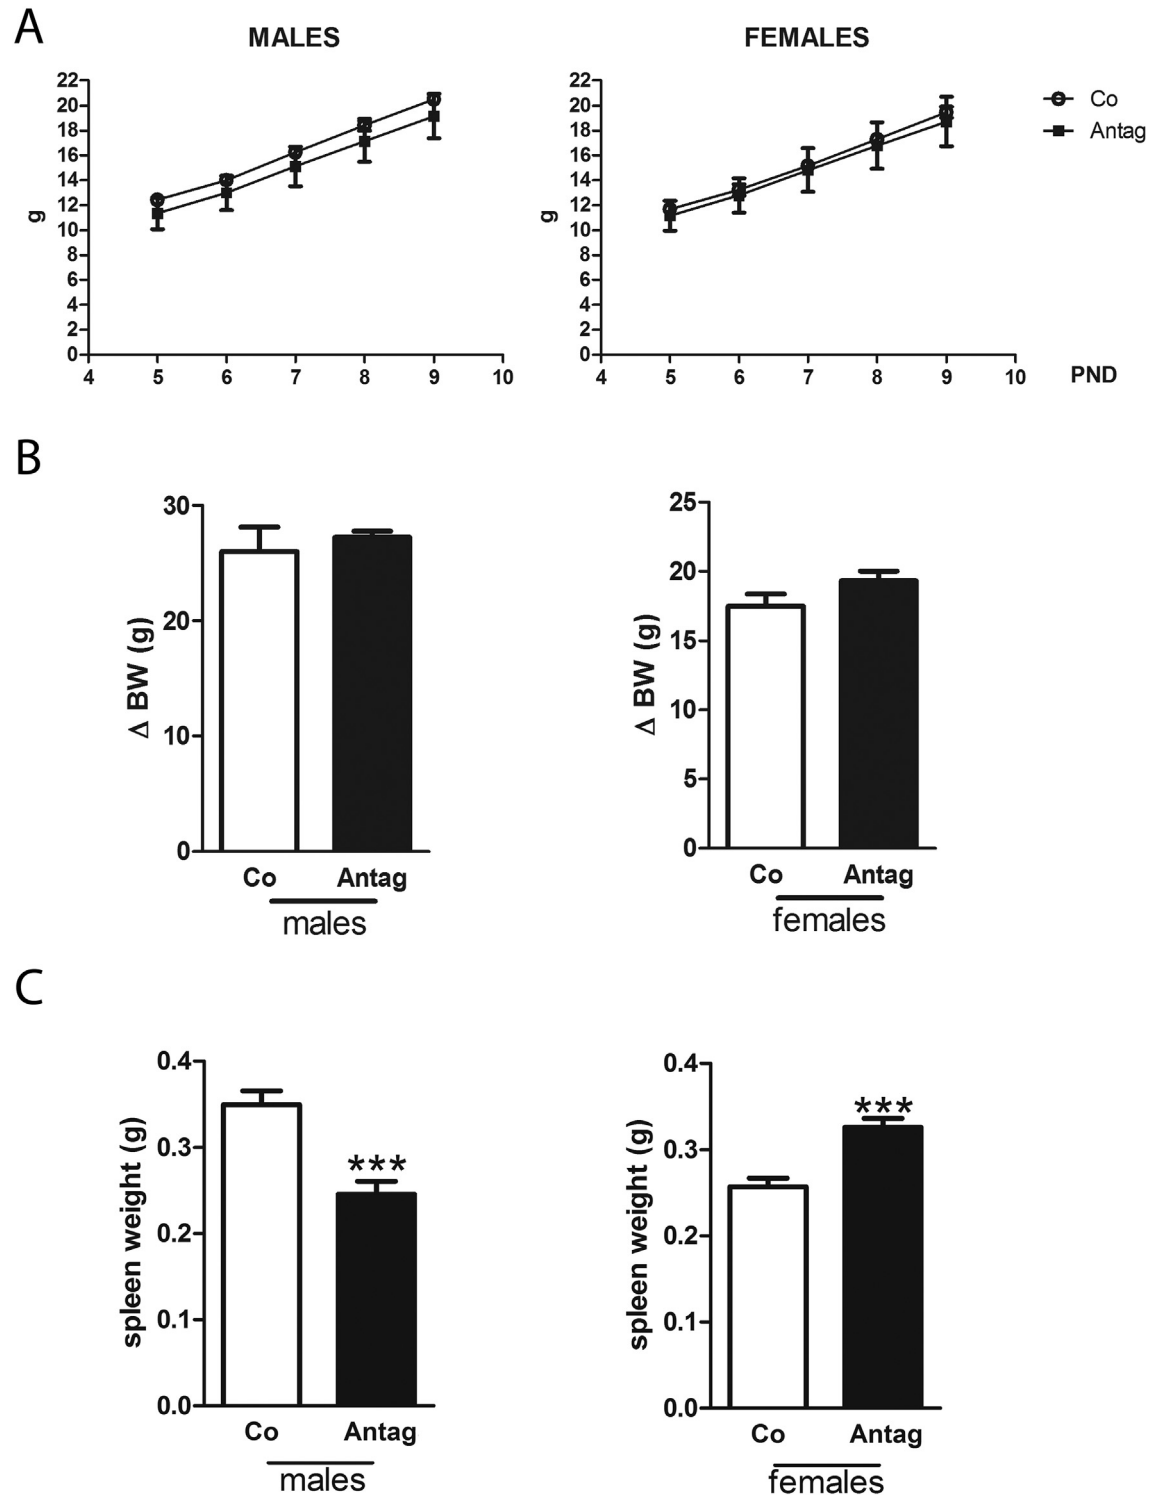 A
MALES
FEMALES
22
20
18
16
14
12
10
8
6
4
2
0
g
4 5 6 7 8 9 10
22
20
18
16
14
12
10
8
6
4
2
0
g
4 5 6 7 8 9 10
PND
Co
Antag
B
30
20
10
0
Δ BW (g)
Co Antag
males
25
20
15
10
5
0
Δ BW (g)
Co Antag
females
C
0.4
0.3
0.2
0.1
0.0
spleen weight (g)
***
Co Antag
males
0.4
0.3
0.2
0.1
0.0
spleen weight (g)
***
Co Antag
females